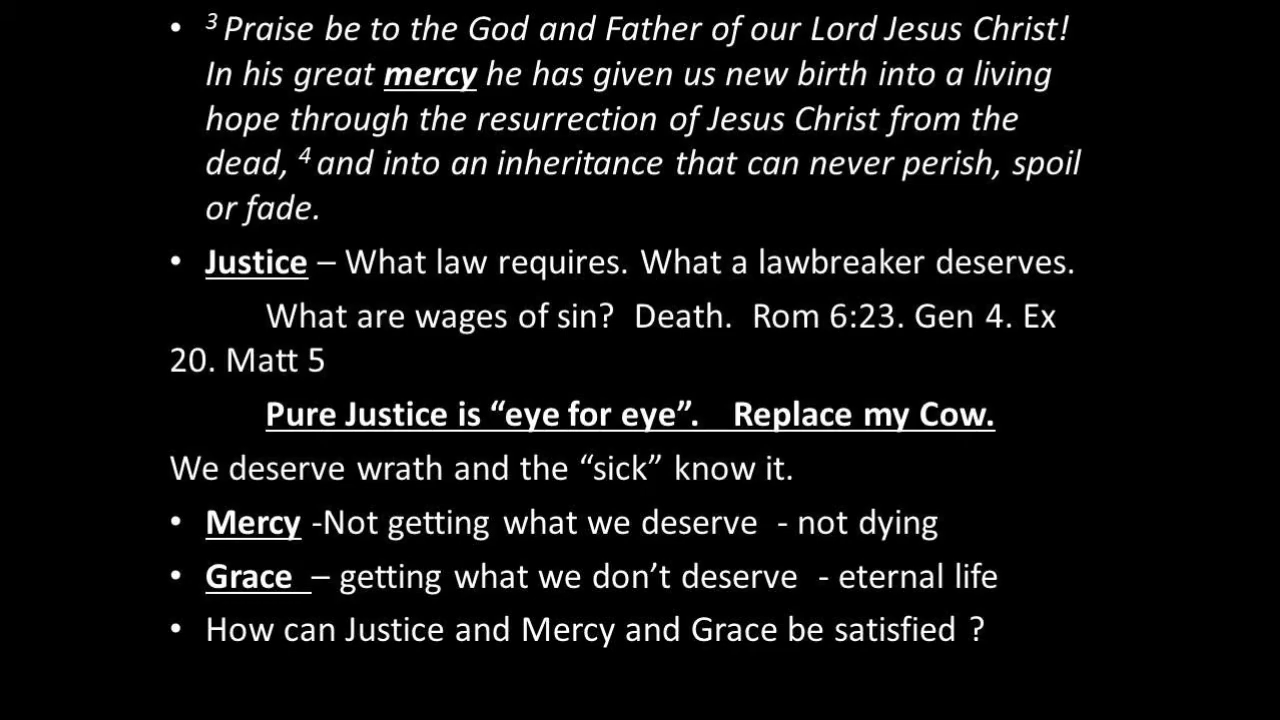 • ³ Praise be to the God and Father of our Lord Jesus Christ!
In his great mercy he has given us new birth into a living
hope through the resurrection of Jesus Christ from the
dead, ⁴ and into an inheritance that can never perish, spoil
or fade.
• Justice – What law requires. What a lawbreaker deserves.
What are wages of sin?  Death.  Rom 6:23. Gen 4. Ex
20. Matt 5
Pure Justice is “eye for eye”.   Replace my Cow.
We deserve wrath and the “sick” know it.
• Mercy -Not getting what we deserve  - not dying
• Grace  – getting what we don’t deserve  - eternal life
• How can Justice and Mercy and Grace be satisfied ?